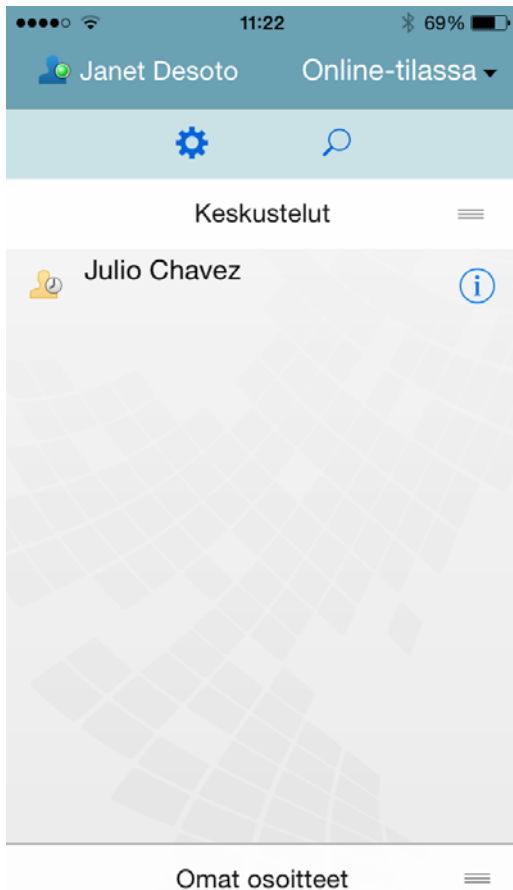 11:22 69%
Janet Desoto Online-tilassa
Keskustelut
Julio Chavez
Omat osoitteet